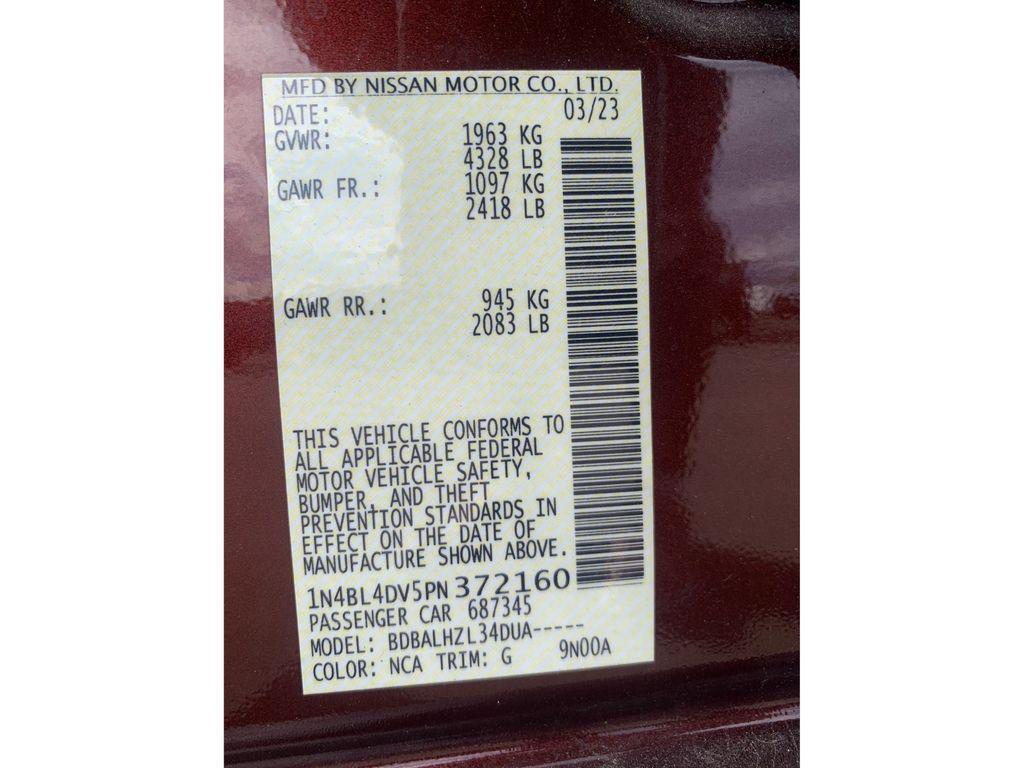 MFD BY NISSAN MOTOR CO., LTD.
DATE: 03/23
GVWR: 1963 KG
4328 LB
GAWR FR.: 1097 KG
2418 LB
GAWR RR.: 945 KG
2083 LB
THIS VEHICLE CONFORMS TO
ALL APPLICABLE FEDERAL
MOTOR VEHICLE SAFETY,
BUMPER, AND THEFT
PREVENTION STANDARDS IN
EFFECT ON THE DATE OF
MANUFACTURE SHOWN ABOVE.
1N4BL4DV5PN372160
PASSENGER CAR 687345
MODEL: BDBALHZL34DUA-----
COLOR: NCA TRIM: G 9N00A